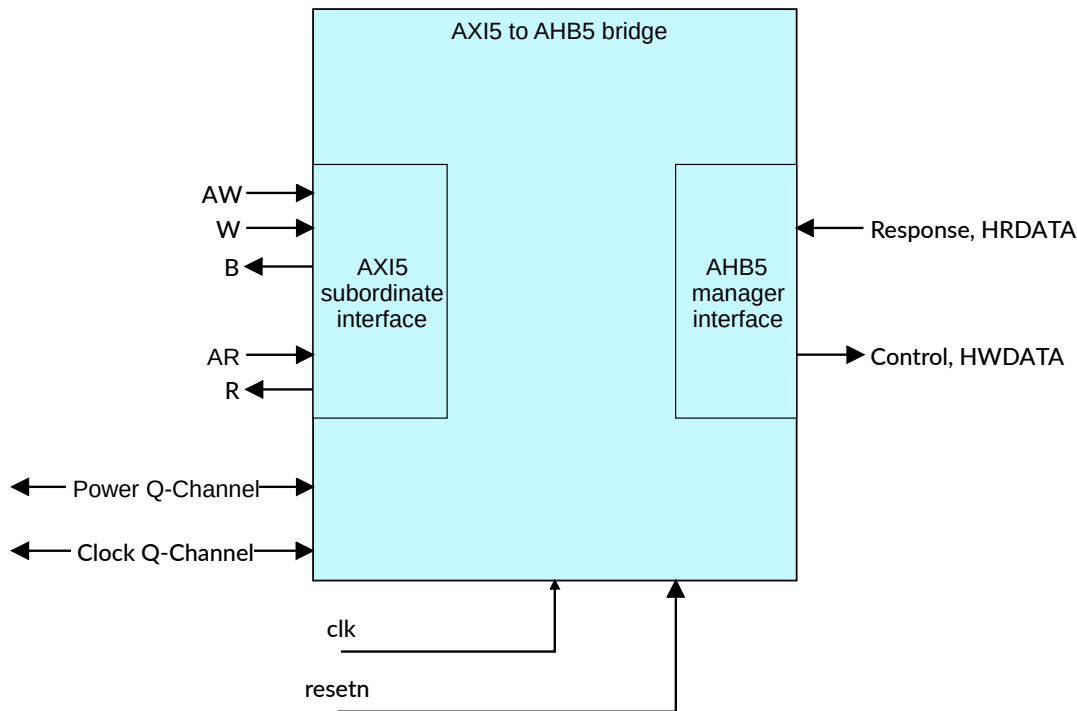 AXI5 to AHB5 bridge
AW
W
B
AR
R
AXI5
subordinate
interface
AHB5
manager
interface
Response, HRDATA
Control, HWDATA
Power Q-Channel
Clock Q-Channel
clk
resetn